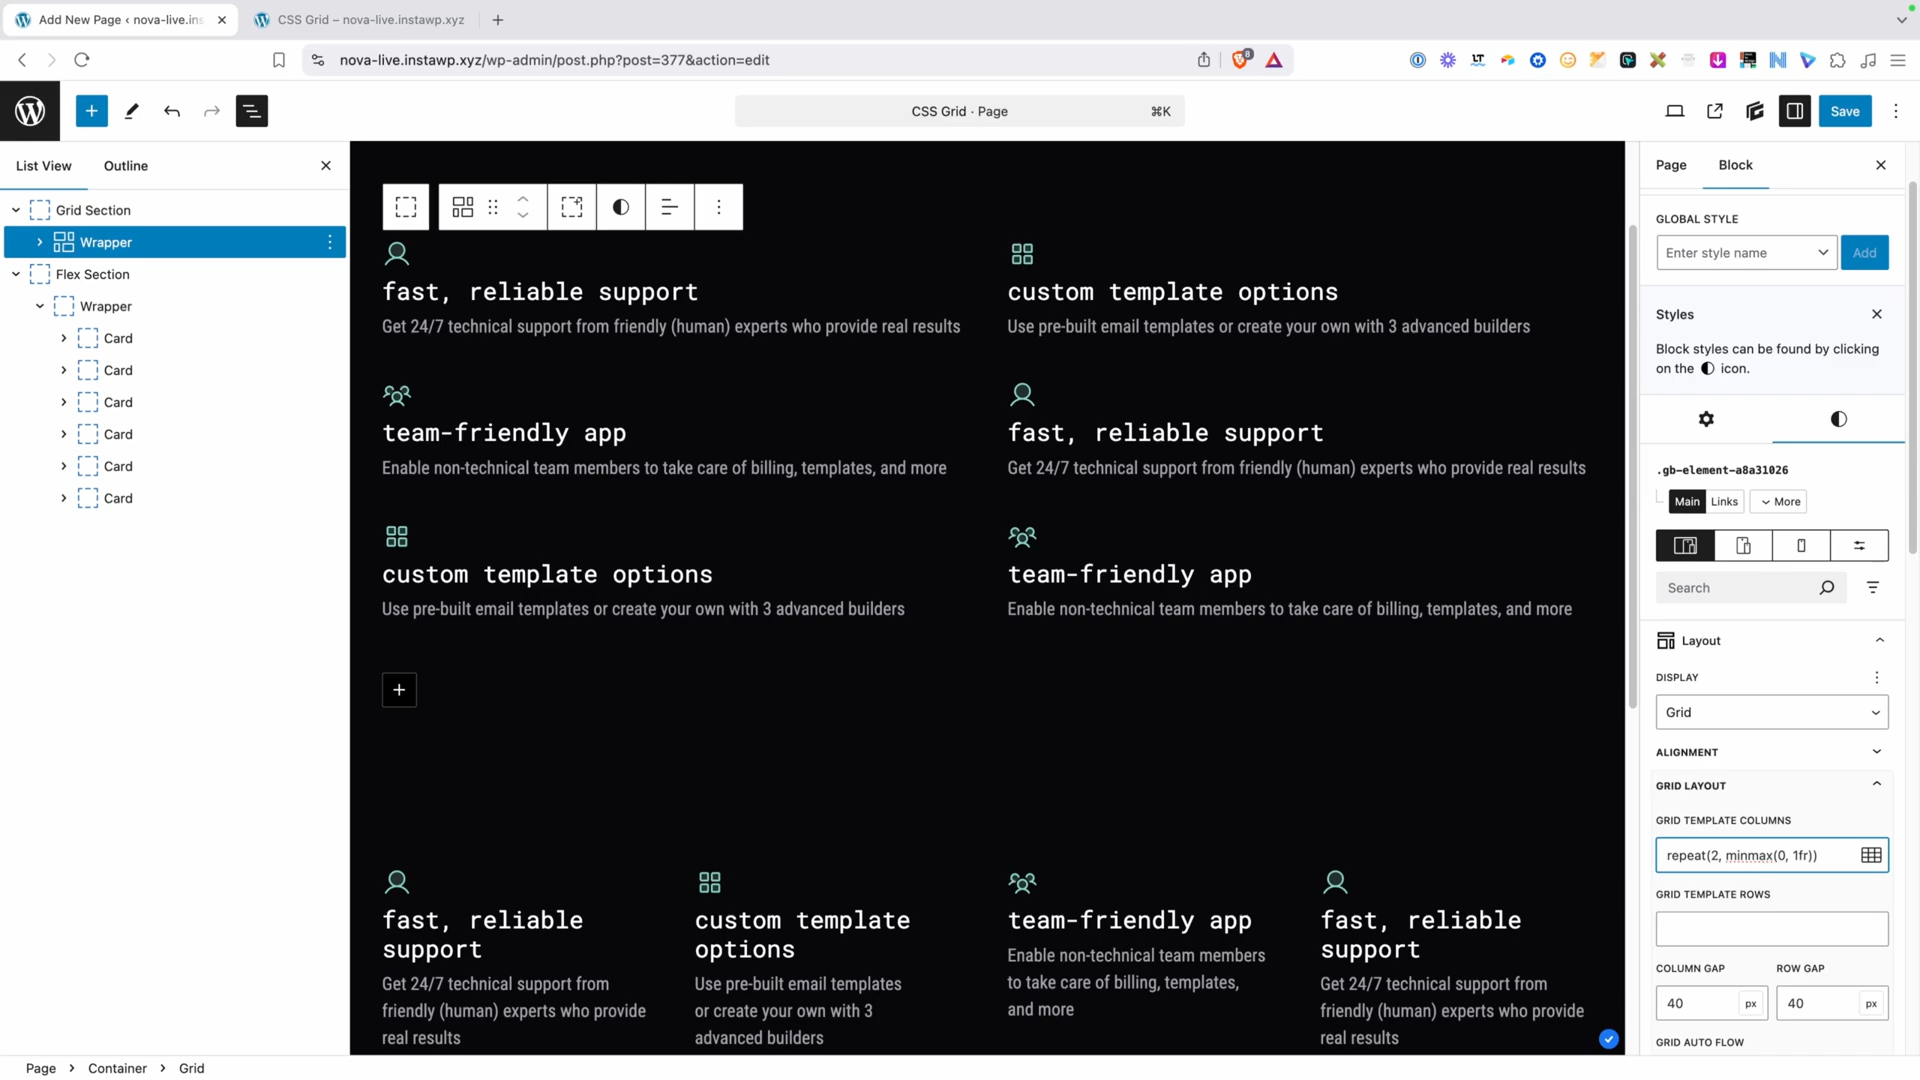 Add New Page ‹ nova-live.ins
CSS Grid – nova-live.instawp.xyz
nova-live.instawp.xyz/wp-admin/post.php?post=377&action=edit
8
LT
CSS Grid · Page
⌘K
Save
List View
Outline
Grid Section
Wrapper
Flex Section
Wrapper
Card
Card
Card
Card
Card
Card
fast, reliable support
Get 24/7 technical support from friendly (human) experts who provide real results
custom template options
Use pre-built email templates or create your own with 3 advanced builders
team-friendly app
Enable non-technical team members to take care of billing, templates, and more
fast, reliable support
Get 24/7 technical support from friendly (human) experts who provide real results
custom template options
Use pre-built email templates or create your own with 3 advanced builders
team-friendly app
Enable non-technical team members to take care of billing, templates, and more
fast, reliable
support
Get 24/7 technical support from
friendly (human) experts who provide
real results
custom template
options
Use pre-built email templates
or create your own with 3
advanced builders
team-friendly app
Enable non-technical team members
to take care of billing, templates,
and more
fast, reliable
support
Get 24/7 technical support from
friendly (human) experts who provide
real results
Page
Block
GLOBAL STYLE
Enter style name
Add
Styles
Block styles can be found by clicking
on the icon.
.gb-element-a8a31026
Main
Links
More
Search
Layout
DISPLAY
Grid
ALIGNMENT
GRID LAYOUT
GRID TEMPLATE COLUMNS
repeat(2, minmax(0, 1fr))
GRID TEMPLATE ROWS
COLUMN GAP
ROW GAP
40 px
40 px
GRID AUTO FLOW
Page > Container > Grid